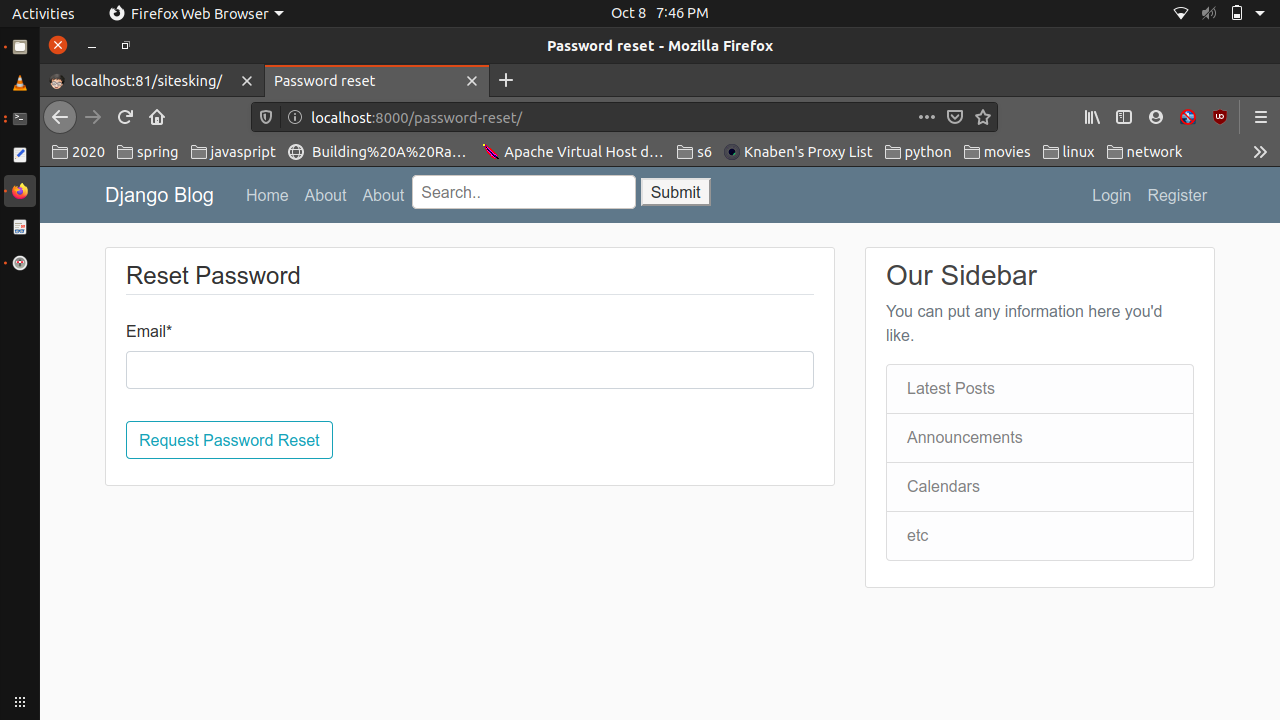 Activities Firefox Web Browser Oct 8 7:46 PM
Password reset - Mozilla Firefox
localhost:81/sitesking/ Password reset
localhost:8000/password-reset/
2020 spring javaspript Building%20A%20Ra... Apache Virtual Host d... s6 Knaben's Proxy List python movies linux network
Django Blog Home About About Search.. Submit Login Register
Reset Password
Email*
Request Password Reset
Our Sidebar
You can put any information here you'd
like.
Latest Posts
Announcements
Calendars
etc